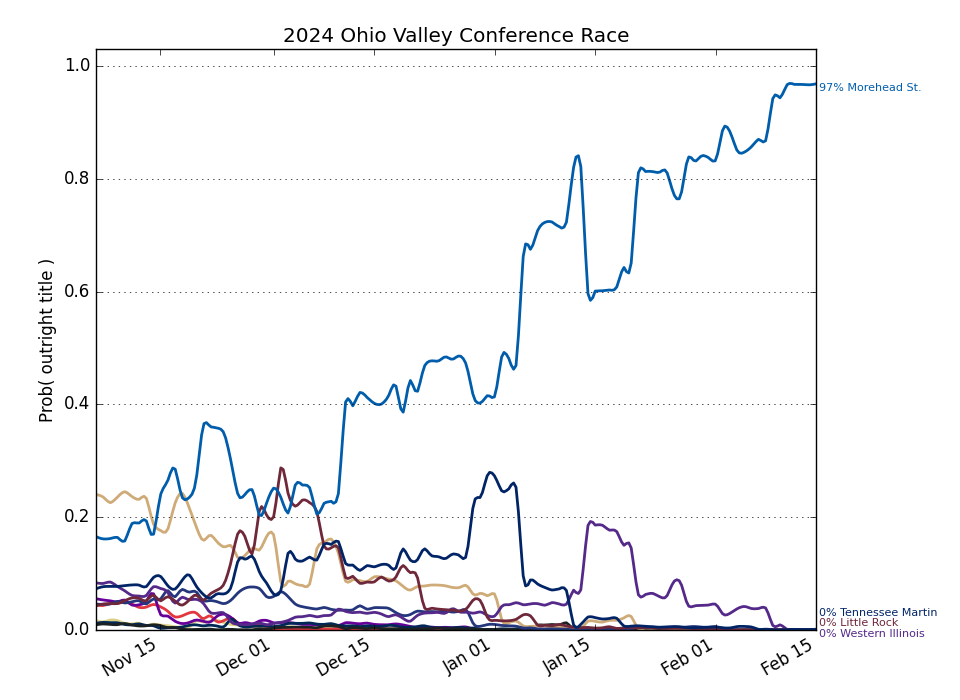 2024 Ohio Valley Conference Race
Prob( outright title )
1.0
0.8
0.6
0.4
0.2
0.0
97% Morehead St.
0% Tennessee Martin
0% Little Rock
0% Western Illinois
Nov 15
Dec 01
Dec 15
Jan 01
Jan 15
Feb 01
Feb 15